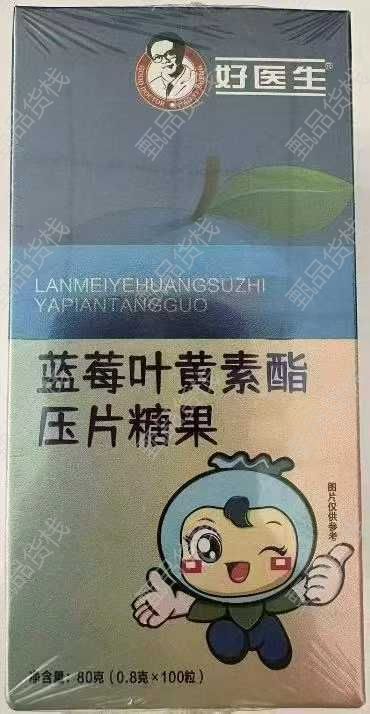 好医生®
GOOD DOCTOR
LANMEIYEHUANGSUZHI
YAPIANTANGGUO
蓝莓叶黄素酯
压片糖果
图片仅供参考
净含量：80克（0.8克×100粒）
甄品货栈